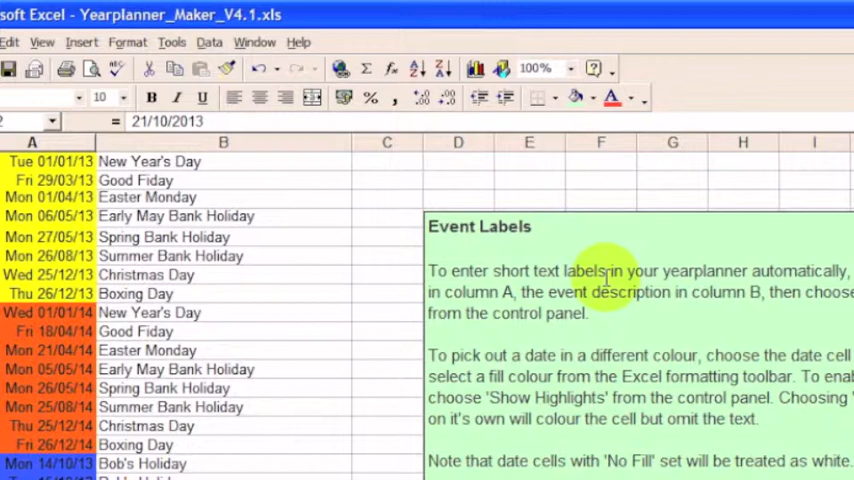 soft Excel - Yearplanner_Maker_V4.1.xls
Edit View Insert Format Tools Data Window Help
100%
10 B I U % , A
2 = 21/10/2013
A B C D E F G H I
Tue 01/01/13 New Year's Day
Fri 29/03/13 Good Fiday
Mon 01/04/13 Easter Monday
Mon 06/05/13 Early May Bank Holiday
Mon 27/05/13 Spring Bank Holiday
Mon 26/08/13 Summer Bank Holiday
Wed 25/12/13 Christmas Day
Thu 26/12/13 Boxing Day
Wed 01/01/14 New Year's Day
Fri 18/04/14 Good Friday
Mon 21/04/14 Easter Monday
Mon 05/05/14 Early May Bank Holiday
Mon 26/05/14 Spring Bank Holiday
Mon 25/08/14 Summer Bank Holiday
Thu 25/12/14 Christmas Day
Fri 26/12/14 Boxing Day
Mon 14/10/13 Bob's Holiday
Event Labels
To enter short text labels in your yearplanner automatically,
in column A, the event description in column B, then choose
from the control panel.
To pick out a date in a different colour, choose the date cell
select a fill colour from the Excel formatting toolbar. To enab
choose 'Show Highlights' from the control panel. Choosing '
on it's own will colour the cell but omit the text.
Note that date cells with 'No Fill' set will be treated as white.